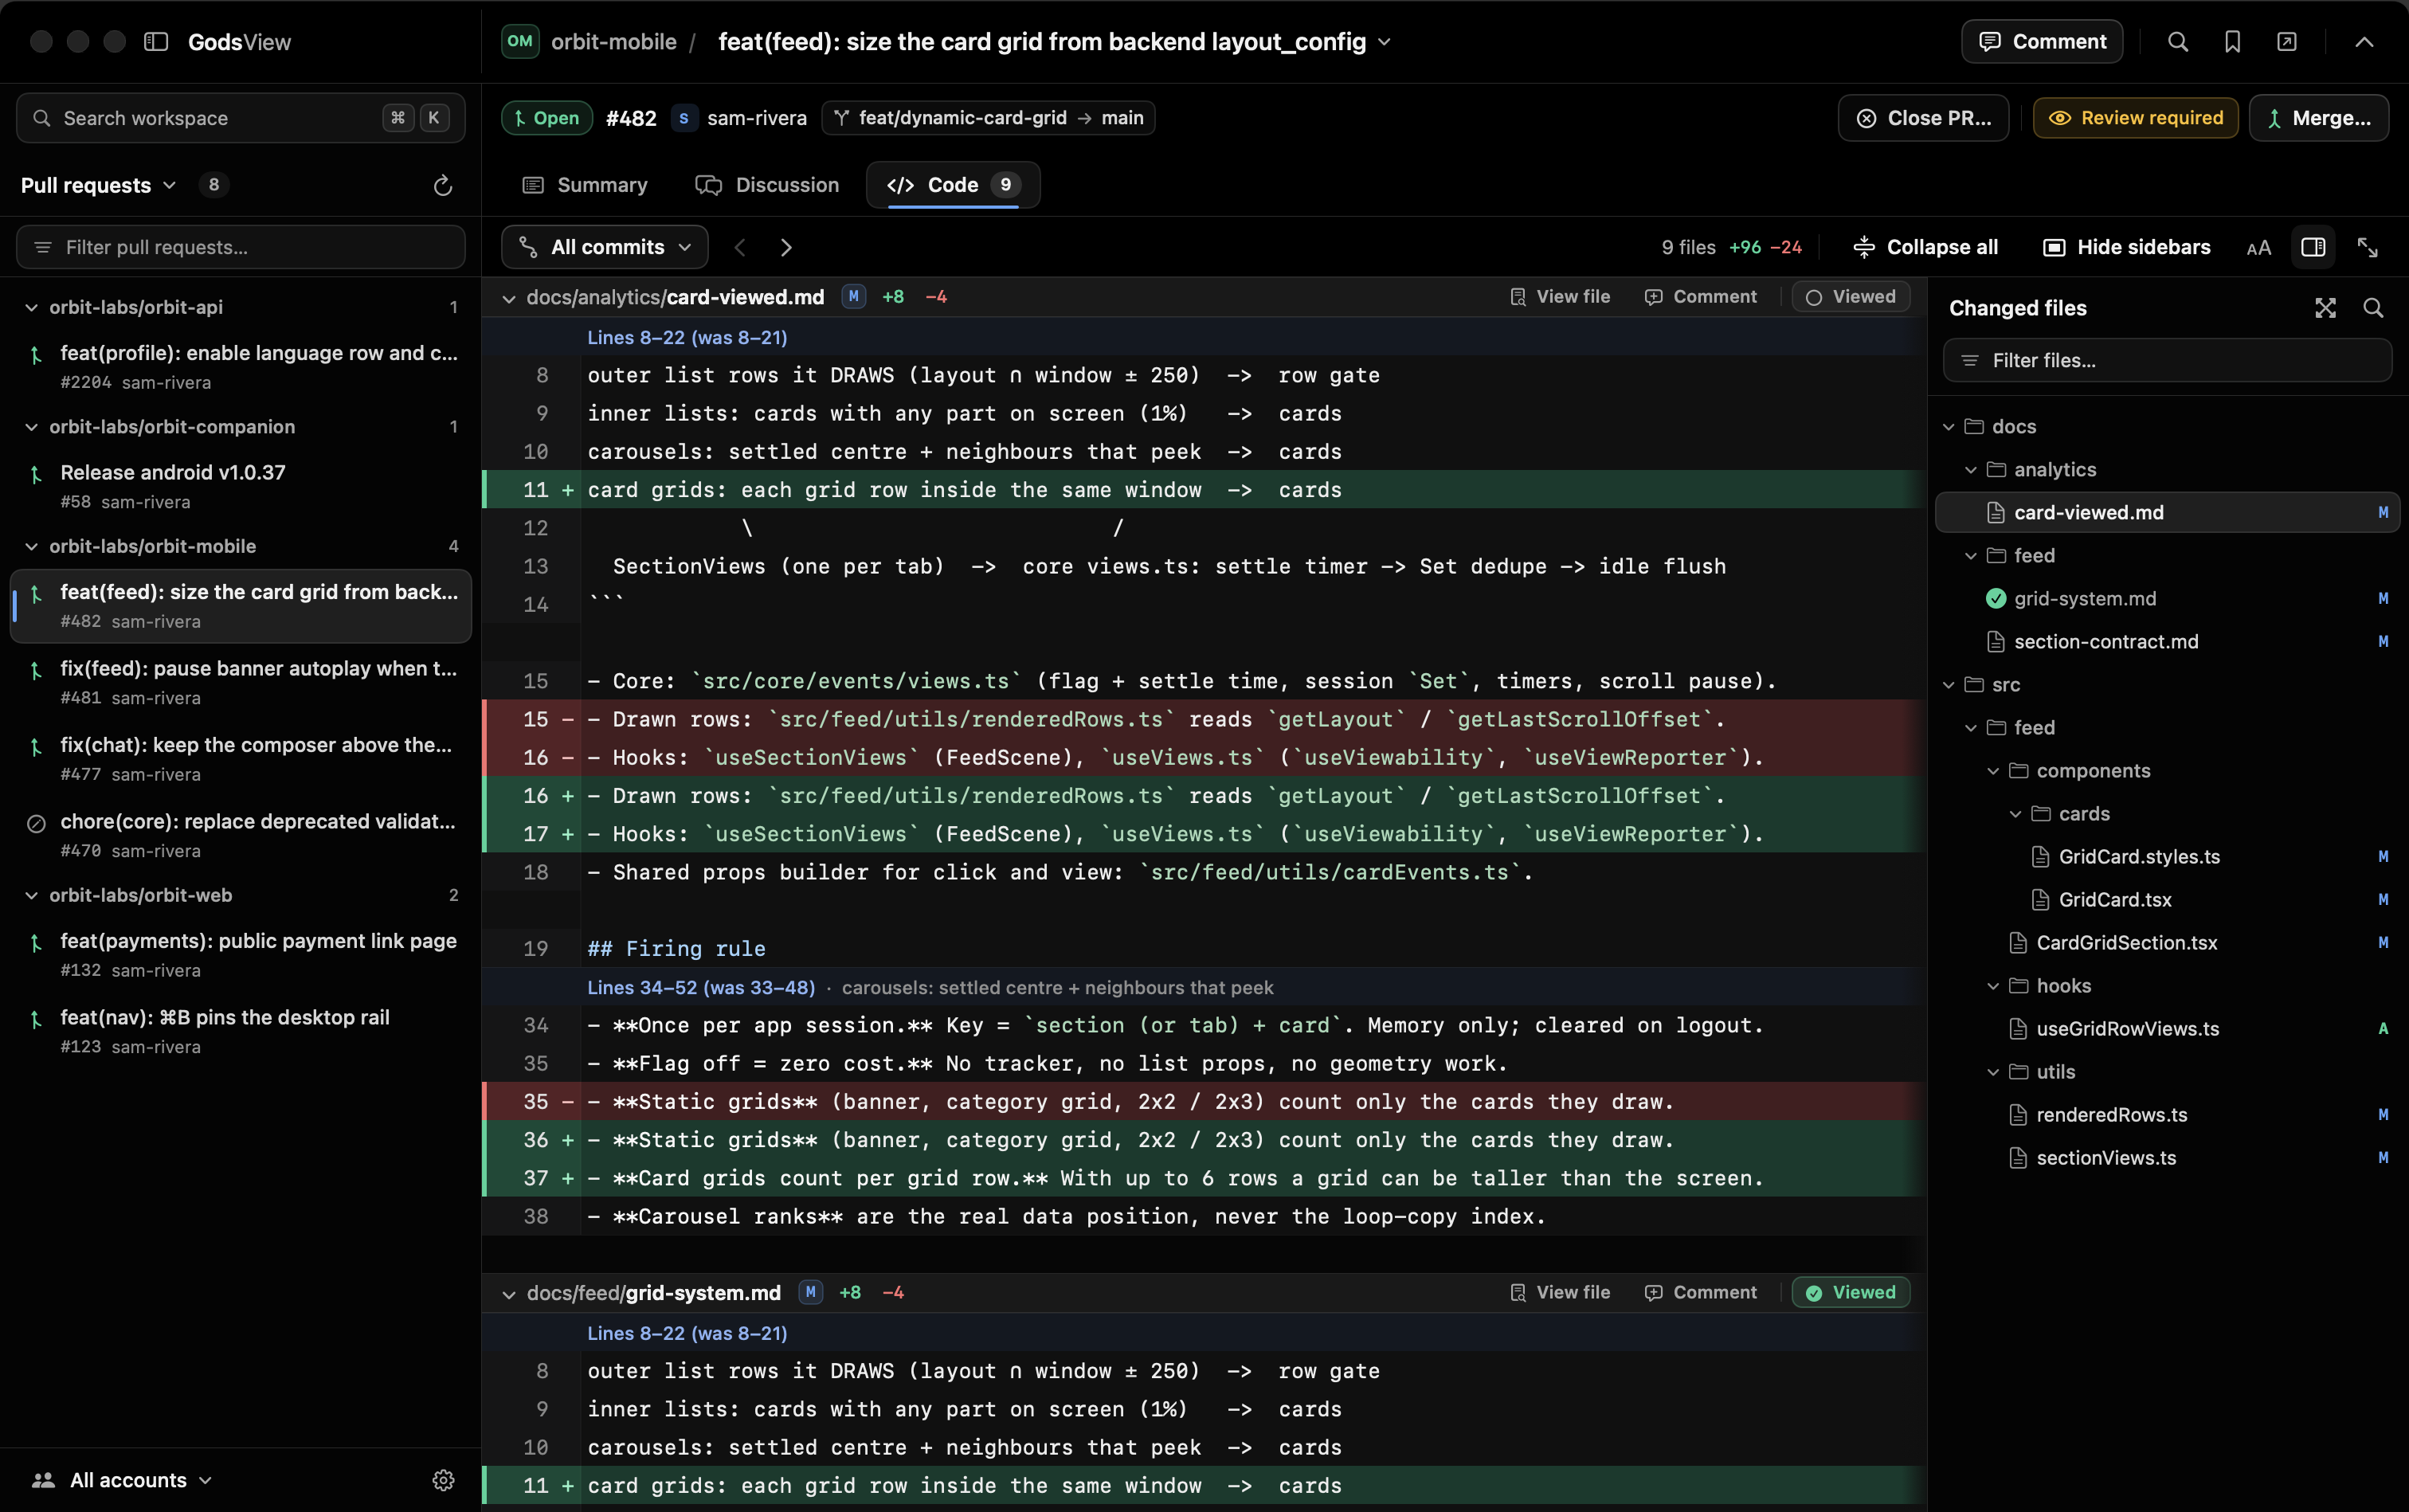 GodsView
OM orbit-mobile / feat(feed): size the card grid from backend layout_config
Comment
Search workspace ⌘ K
Open #482 S sam-rivera feat/dynamic-card-grid → main
Close PR... Review required Merge...
Pull requests 8
Summary Discussion </> Code 9
Filter pull requests...
All commits
9 files +96 −24 Collapse all Hide sidebars AA
orbit-labs/orbit-api 1
feat(profile): enable language row and c...
#2204 sam-rivera
orbit-labs/orbit-companion 1
Release android v1.0.37
#58 sam-rivera
orbit-labs/orbit-mobile 4
feat(feed): size the card grid from back...
#482 sam-rivera
fix(feed): pause banner autoplay when t...
#481 sam-rivera
fix(chat): keep the composer above the...
#477 sam-rivera
chore(core): replace deprecated validat...
#470 sam-rivera
orbit-labs/orbit-web 2
feat(payments): public payment link page
#132 sam-rivera
feat(nav): ⌘B pins the desktop rail
#123 sam-rivera
All accounts
docs/analytics/card-viewed.md M +8 −4 View file Comment Viewed
Lines 8–22 (was 8–21)
8 outer list rows it DRAWS (layout ∩ window ± 250) -> row gate
9 inner lists: cards with any part on screen (1%) -> cards
10 carousels: settled centre + neighbours that peek -> cards
11 + card grids: each grid row inside the same window -> cards
12 \ /
13 SectionViews (one per tab) -> core views.ts: settle timer -> Set dedupe -> idle flush
14 ```
15 - Core: `src/core/events/views.ts` (flag + settle time, session `Set`, timers, scroll pause).
15 - - Drawn rows: `src/feed/utils/renderedRows.ts` reads `getLayout` / `getLastScrollOffset`.
16 - - Hooks: `useSectionViews` (FeedScene), `useViews.ts` (`useViewability`, `useViewReporter`).
16 + - Drawn rows: `src/feed/utils/renderedRows.ts` reads `getLayout` / `getLastScrollOffset`.
17 + - Hooks: `useSectionViews` (FeedScene), `useViews.ts` (`useViewability`, `useViewReporter`).
18 - Shared props builder for click and view: `src/feed/utils/cardEvents.ts`.
19 ## Firing rule
Lines 34–52 (was 33–48) · carousels: settled centre + neighbours that peek
34 - **Once per app session.** Key = `section (or tab) + card`. Memory only; cleared on logout.
35 - **Flag off = zero cost.** No tracker, no list props, no geometry work.
35 - - **Static grids** (banner, category grid, 2x2 / 2x3) count only the cards they draw.
36 + - **Static grids** (banner, category grid, 2x2 / 2x3) count only the cards they draw.
37 + - **Card grids count per grid row.** With up to 6 rows a grid can be taller than the screen.
38 - **Carousel ranks** are the real data position, never the loop-copy index.
docs/feed/grid-system.md M +8 −4 View file Comment Viewed
Lines 8–22 (was 8–21)
8 outer list rows it DRAWS (layout ∩ window ± 250) -> row gate
9 inner lists: cards with any part on screen (1%) -> cards
10 carousels: settled centre + neighbours that peek -> cards
11 + card grids: each grid row inside the same window -> cards
Changed files
Filter files...
docs
analytics
card-viewed.md M
feed
grid-system.md M
section-contract.md M
src
feed
components
cards
GridCard.styles.ts M
GridCard.tsx M
CardGridSection.tsx M
hooks
useGridRowViews.ts A
utils
renderedRows.ts M
sectionViews.ts M